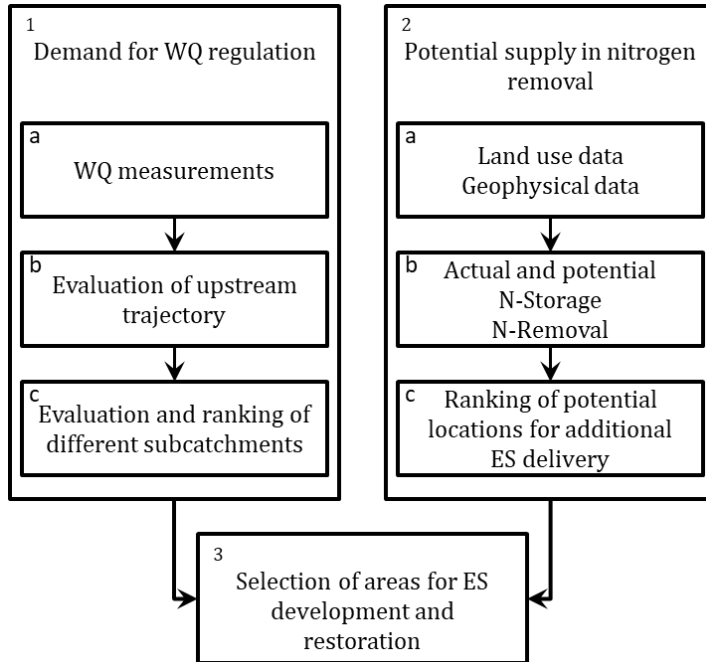 1
Demand for WQ regulation
a
WQ measurements
b
Evaluation of upstream
trajectory
c
Evaluation and ranking of
different subcatchments
2
Potential supply in nitrogen
removal
a
Land use data
Geophysical data
b
Actual and potential
N-Storage
N-Removal
c
Ranking of potential
locations for additional
ES delivery
3
Selection of areas for ES
development and
restoration